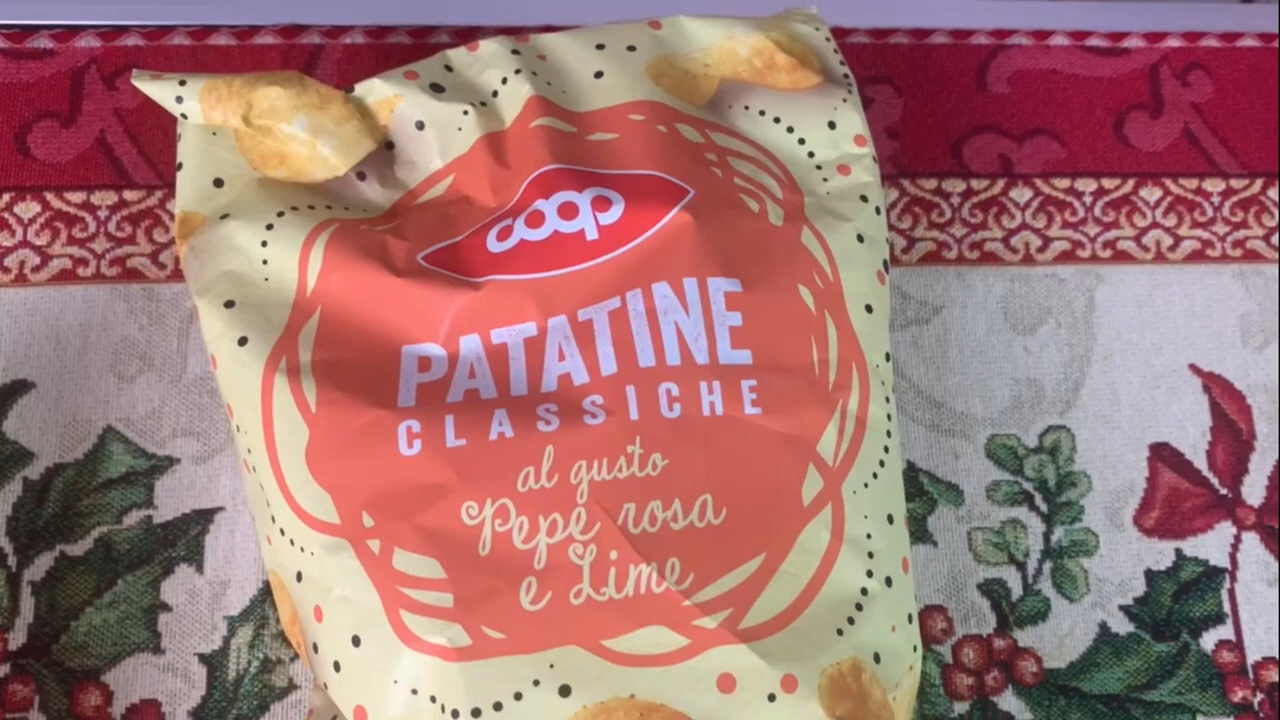 coop
PATATINE
CLASSICHE
al gusto
Pepe rosa
e Lime